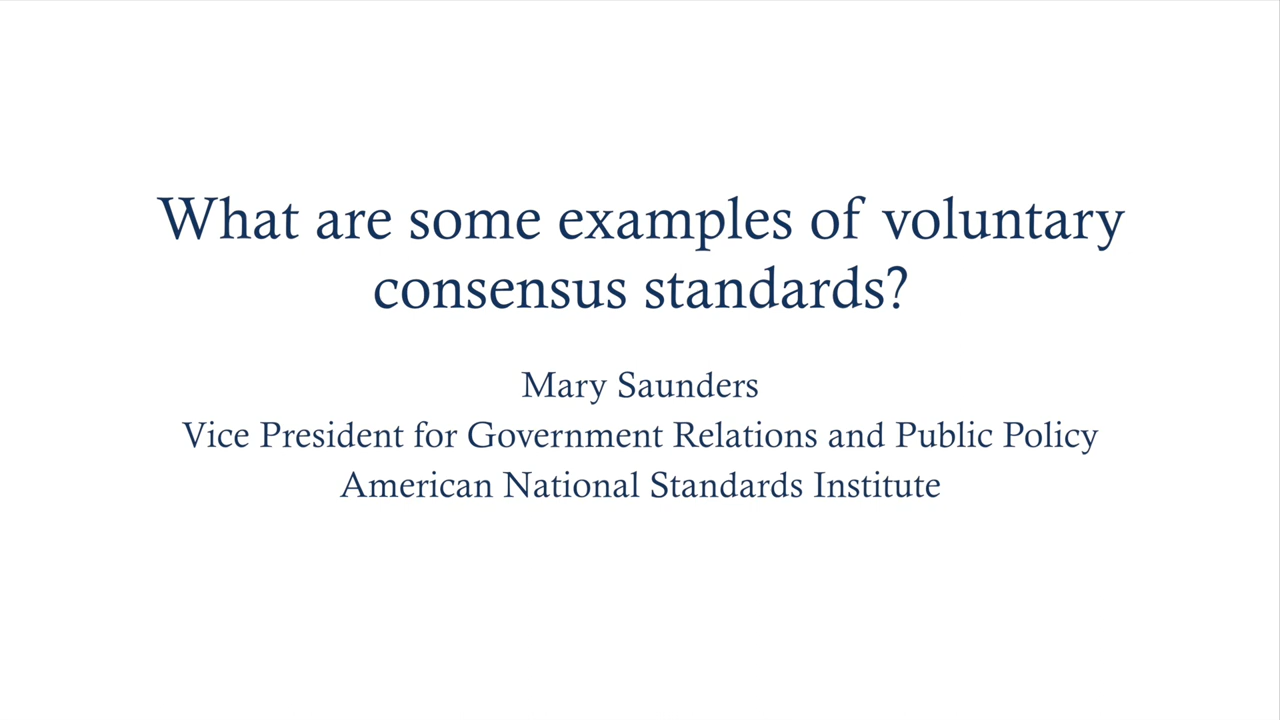 What are some examples of voluntary
consensus standards?
Mary Saunders
Vice President for Government Relations and Public Policy
American National Standards Institute